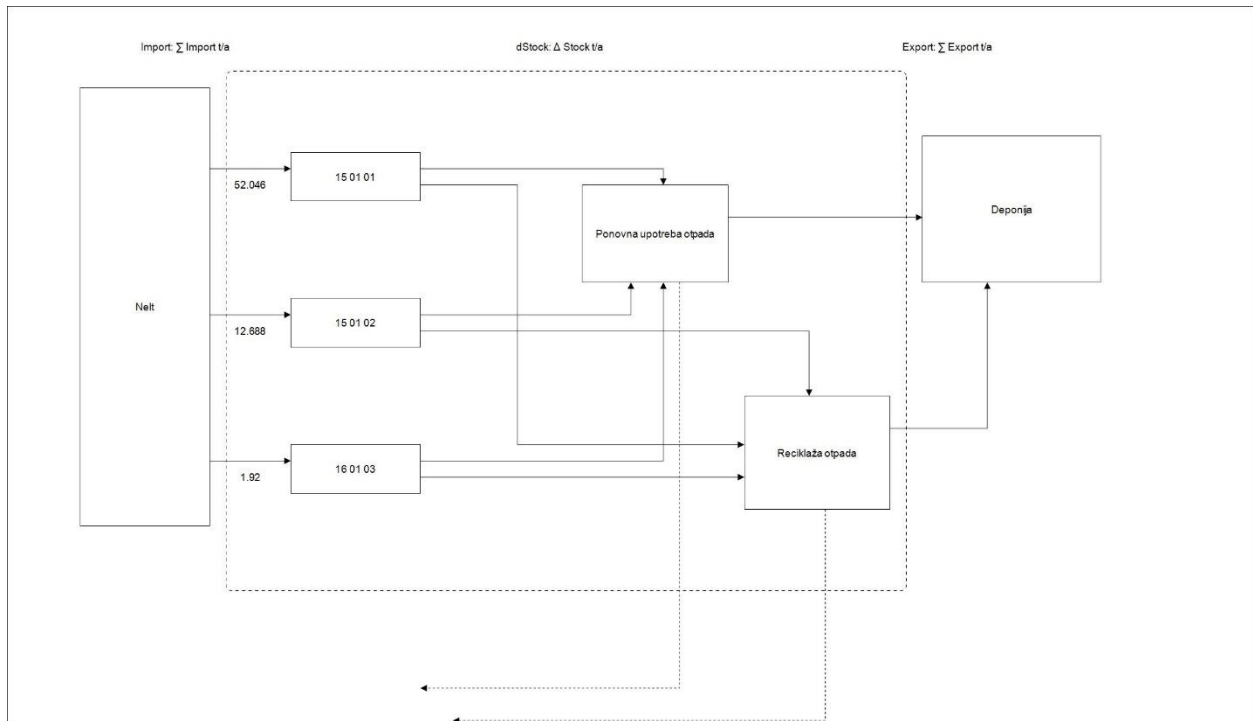 Import: ∑ Import t/a
dStock: Δ Stock t/a
Export: ∑ Export t/a
Nelt
52.046
15 01 01
Ponovna upotreba otpada
Deponija
12.688
15 01 02
1.92
16 01 03
Reciklaža otpada